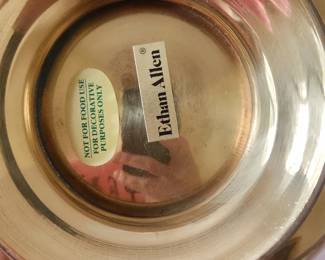 NOT FOR FOOD USE
FOR DECORATIVE
PURPOSES ONLY
Ethan Allen®